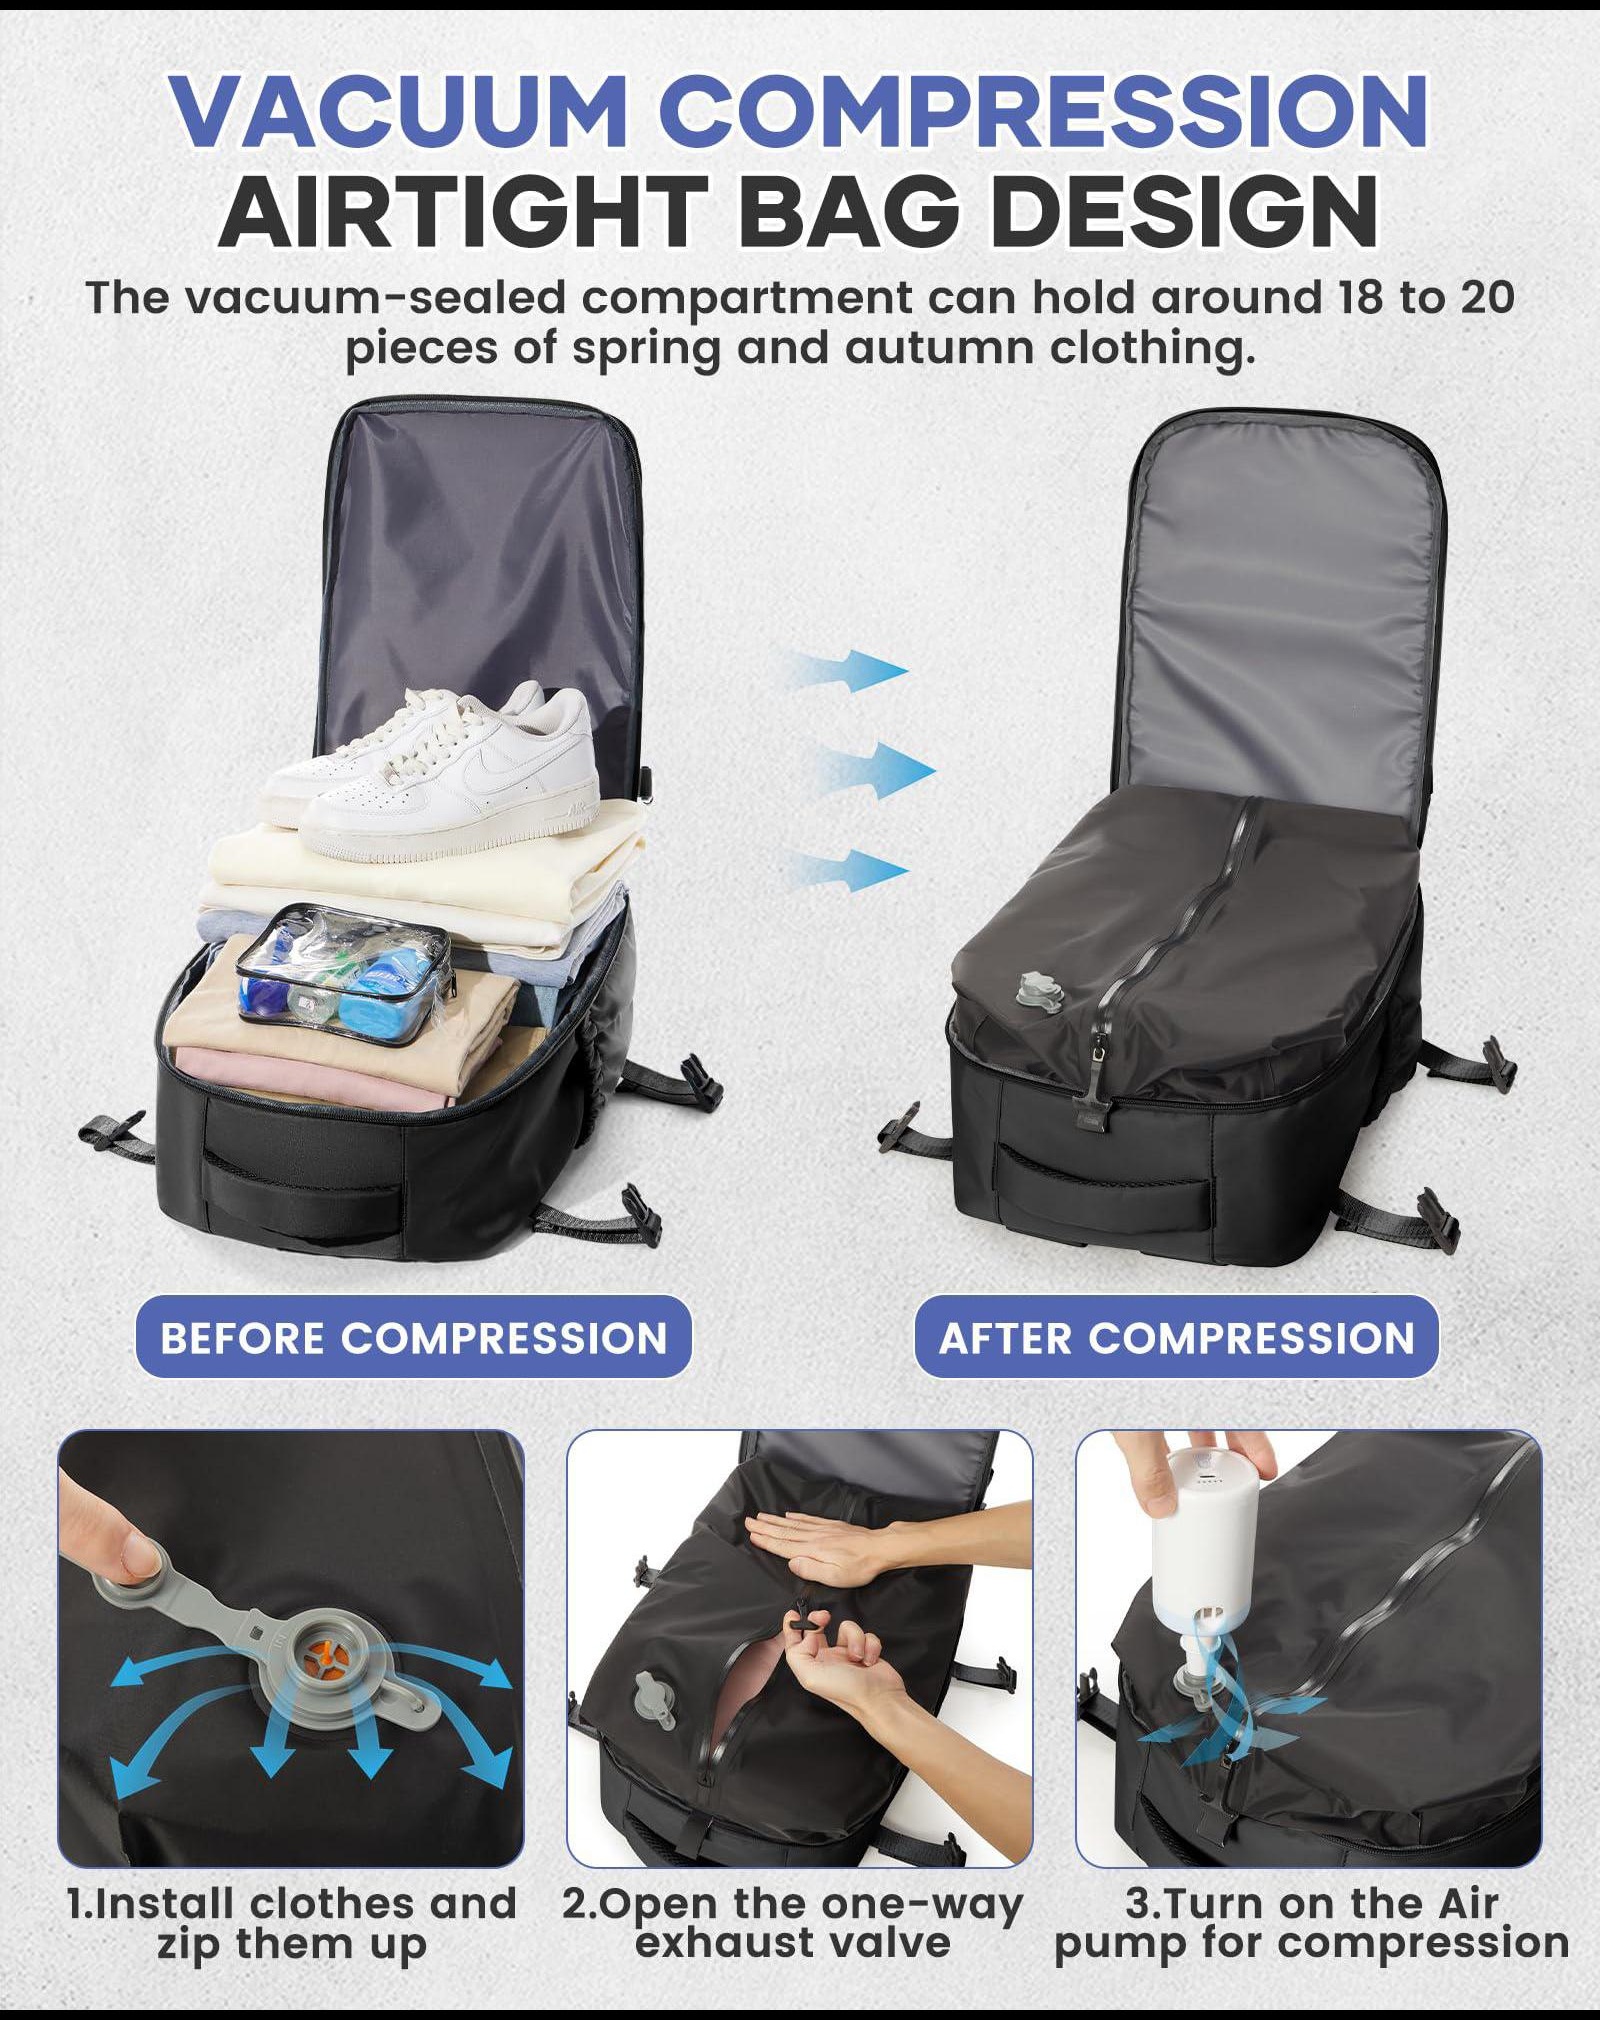 VACUUM COMPRESSION
AIRTIGHT BAG DESIGN
The vacuum-sealed compartment can hold around 18 to 20
pieces of spring and autumn clothing.
BEFORE COMPRESSION
AFTER COMPRESSION
1.Install clothes and
zip them up
2.Open the one-way
exhaust valve
3.Turn on the Air
pump for compression